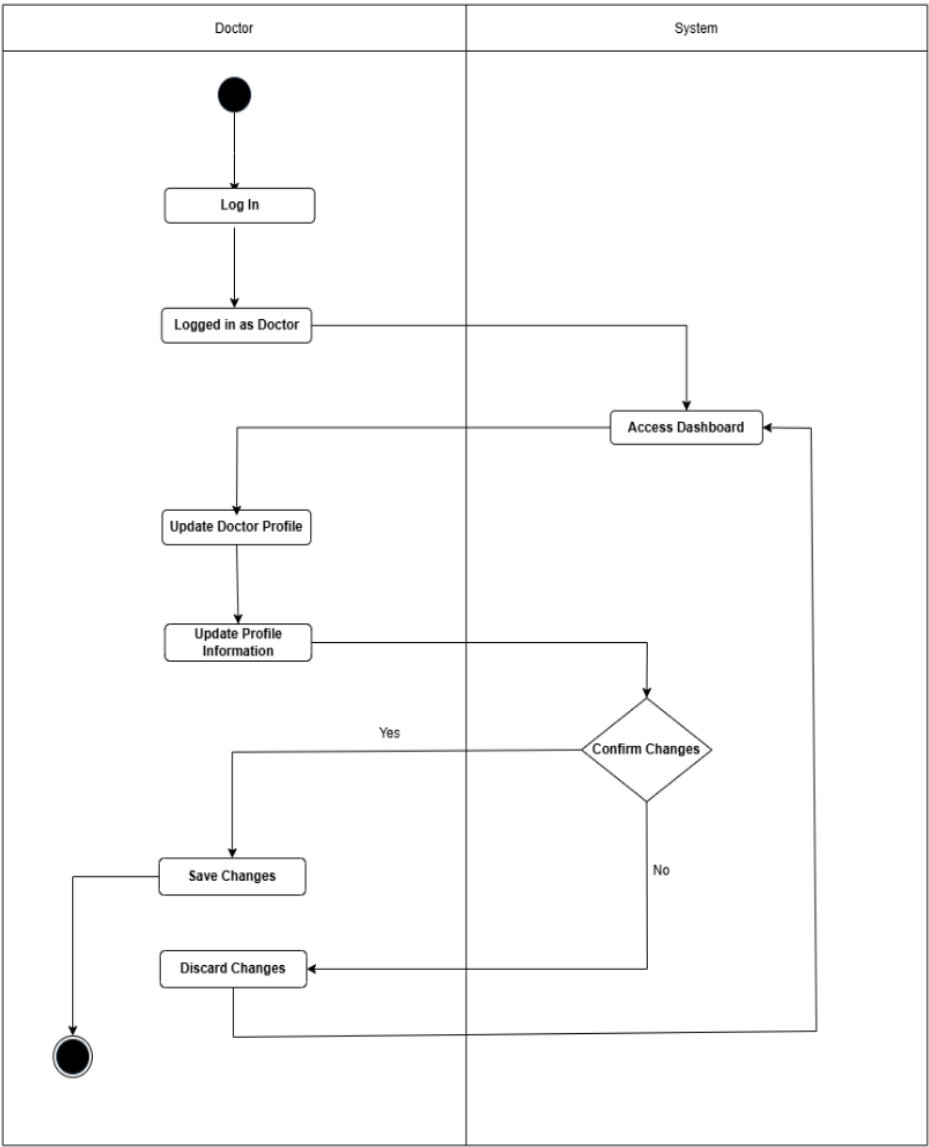 Doctor
System
Log In
Logged in as Doctor
Access Dashboard
Update Doctor Profile
Update Profile
Information
Confirm Changes
Yes
Save Changes
No
Discard Changes